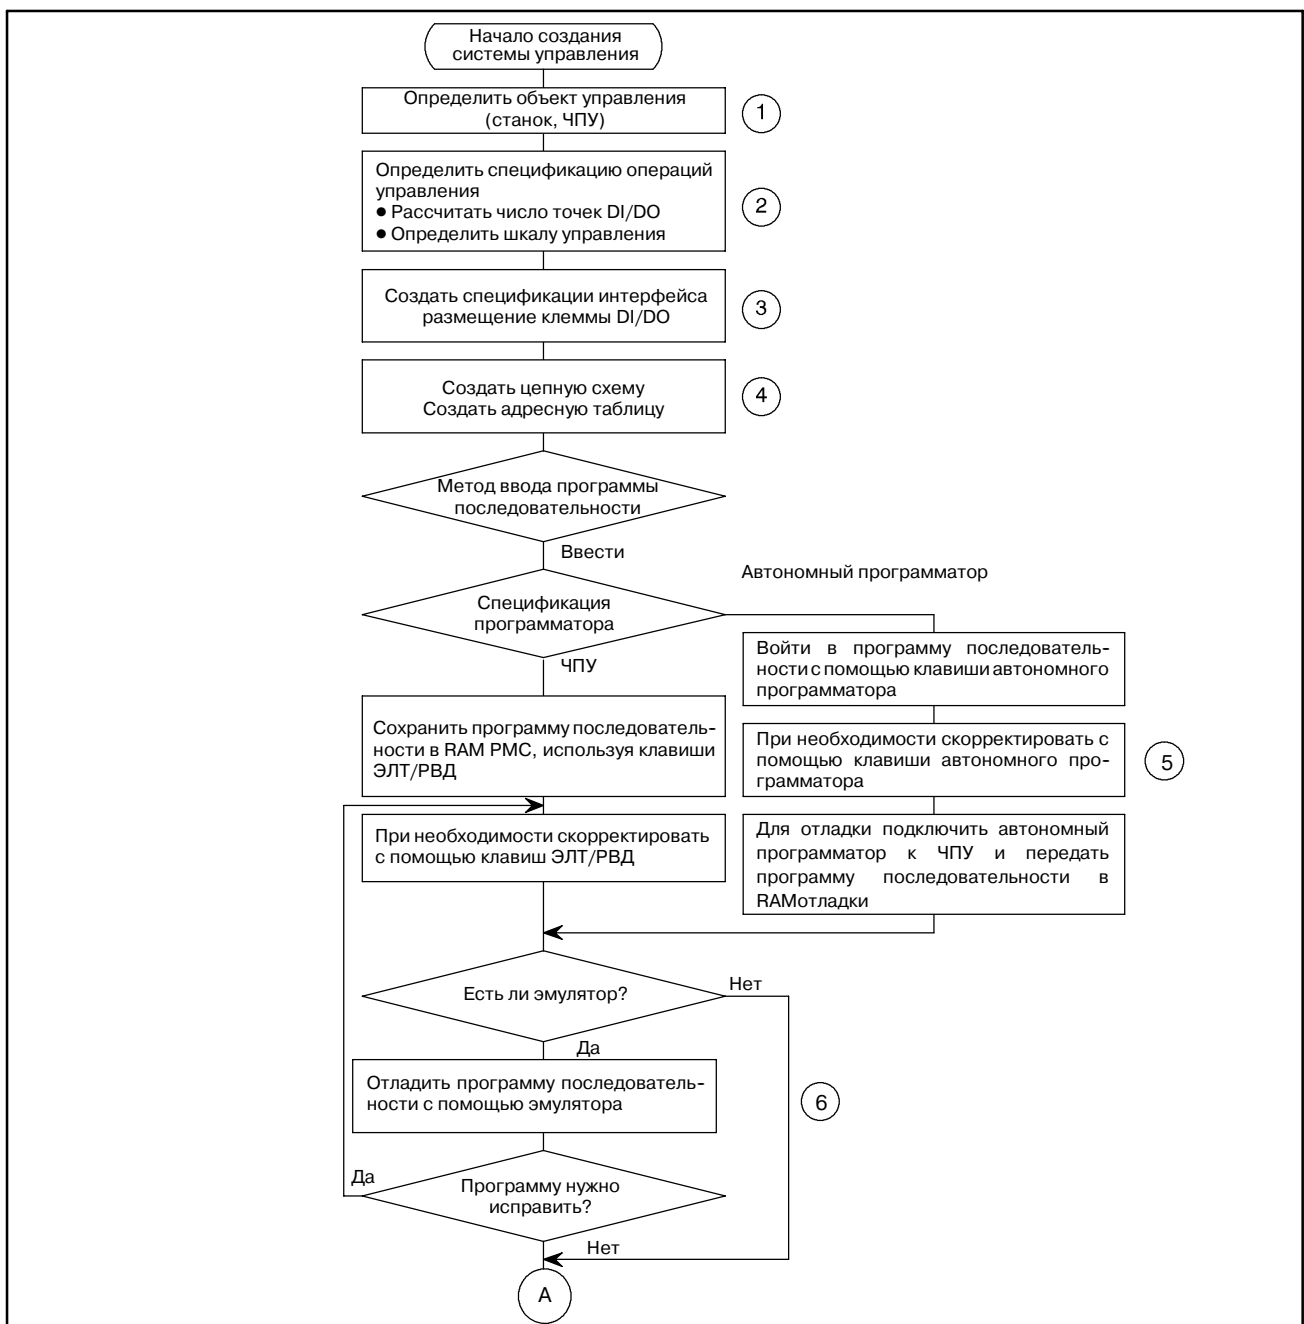 Начало создания
системы управления
Определить объект управления
(станок, ЧПУ)
1
Определить спецификацию операций
управления
● Рассчитать число точек DI/DO
● Определить шкалу управления
2
Создать спецификации интерфейса
размещение клеммы DI/DO
3
Создать цепную схему
Создать адресную таблицу
4
Метод ввода программы
последовательности
Ввести
Автономный программатор
Спецификация
программатора
ЧПУ
Войти в программу последователь-
ности с помощью клавиши автономного
программатора
Сохранить программу последователь-
ности в RAM PMC, используя клавиши
ЭЛТ/РВД
При необходимости скорректировать с
помощью клавиши автономного про-
грамматора
5
При необходимости скорректировать
с помощью клавиш ЭЛТ/РВД
Для отладки подключить автономный
программатор к ЧПУ и передать
программу последовательности в
RAMотладки
Есть ли эмулятор?
Нет
Да
Отладить программу последователь-
ности с помощью эмулятора
6
Да
Программу нужно
исправить?
Нет
A